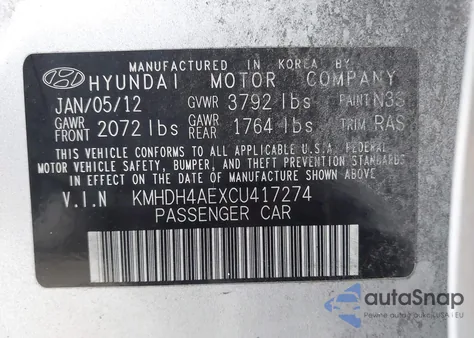 MANUFACTURED IN KOREA BY
HYUNDAI MOTOR COMPANY
JAN/05/12 GVWR 3792 lbs PAINT N3S
GAWR FRONT 2072 lbs GAWR REAR 1764 lbs TRIM RAS
THIS VEHICLE CONFORMS TO ALL APPLICABLE U.S.A. FEDERAL
MOTOR VEHICLE SAFETY, BUMPER, AND THEFT PREVENTION STANDARDS
IN EFFECT ON THE DATE OF MANUFACTURE SHOWN ABOVE.
V.I.N KMHDH4AEXCU417274
PASSENGER CAR
autoSnap